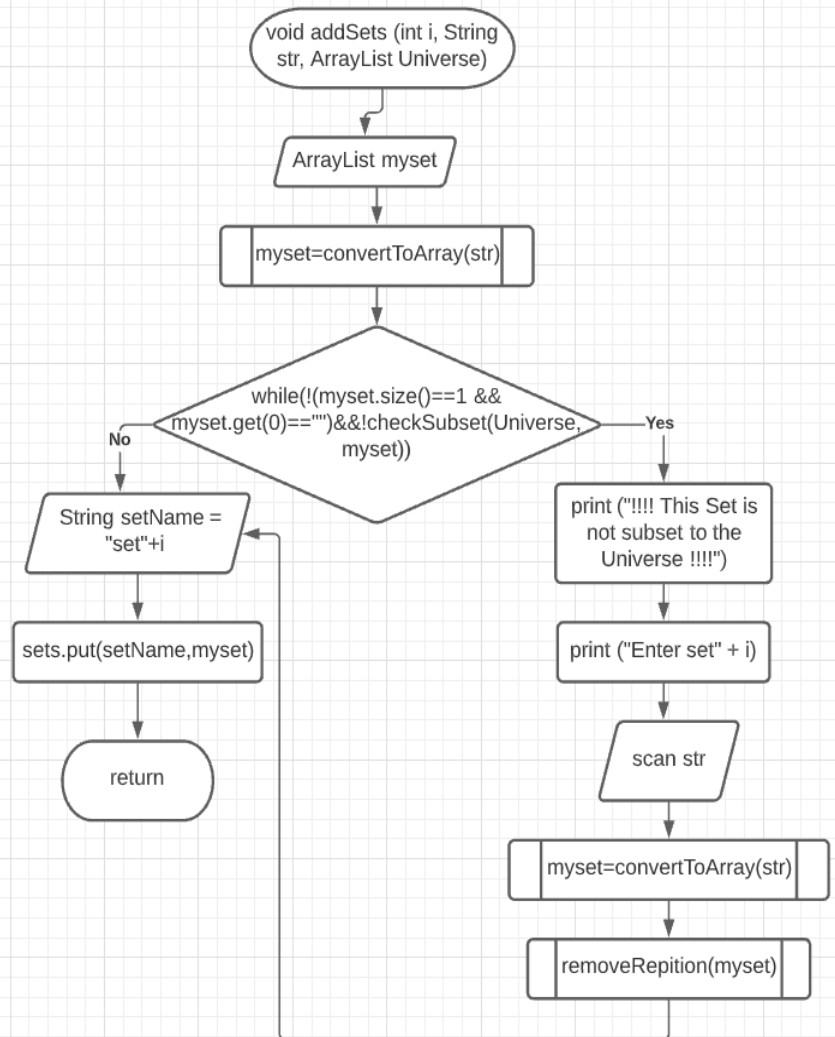 void addSets (int i, String
str, ArrayList Universe)
ArrayList myset
myset=convertToArray(str)
while(!(myset.size()==1 &&
myset.get(0)=="")&&!checkSubset(Universe,
myset))
No
Yes
String setName =
"set"+i
sets.put(setName,myset)
return
print ("!!!! This Set is
not subset to the
Universe !!!!")
print ("Enter set" + i)
scan str
myset=convertToArray(str)
removeRepition(myset)